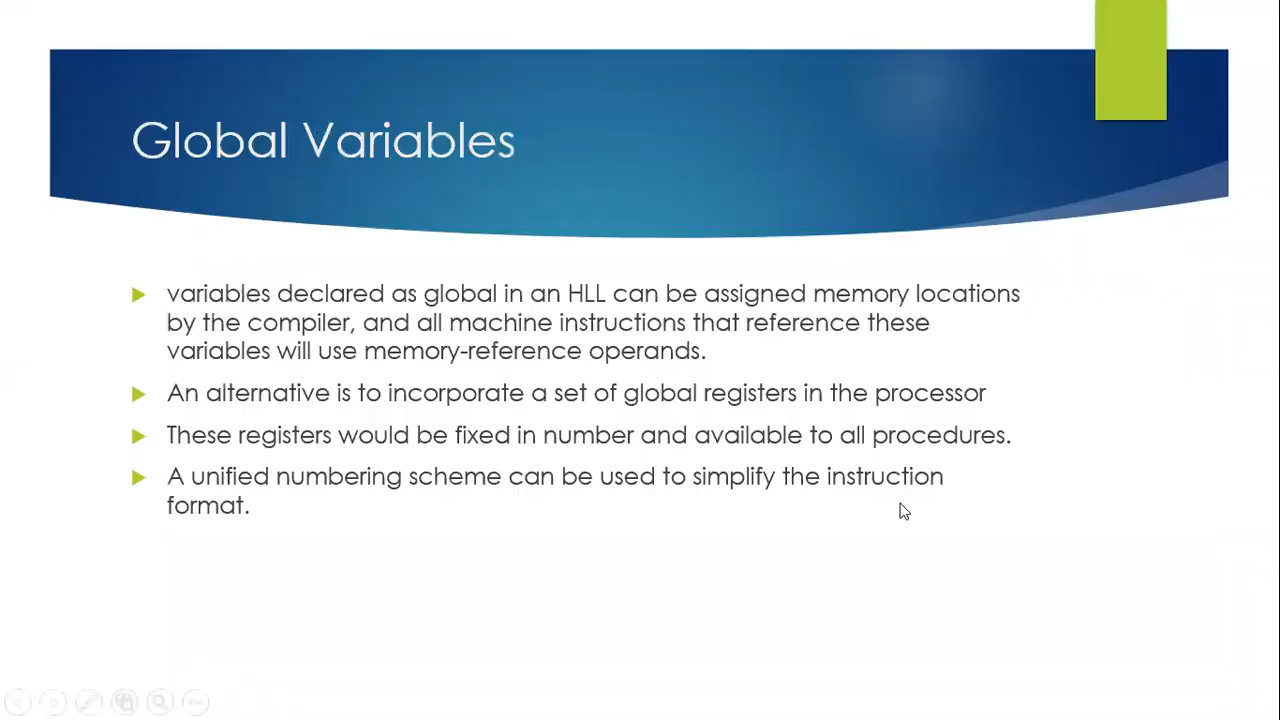 Global Variables
variables declared as global in an HLL can be assigned memory locations
by the compiler, and all machine instructions that reference these
variables will use memory-reference operands.
An alternative is to incorporate a set of global registers in the processor
These registers would be fixed in number and available to all procedures.
A unified numbering scheme can be used to simplify the instruction
format.